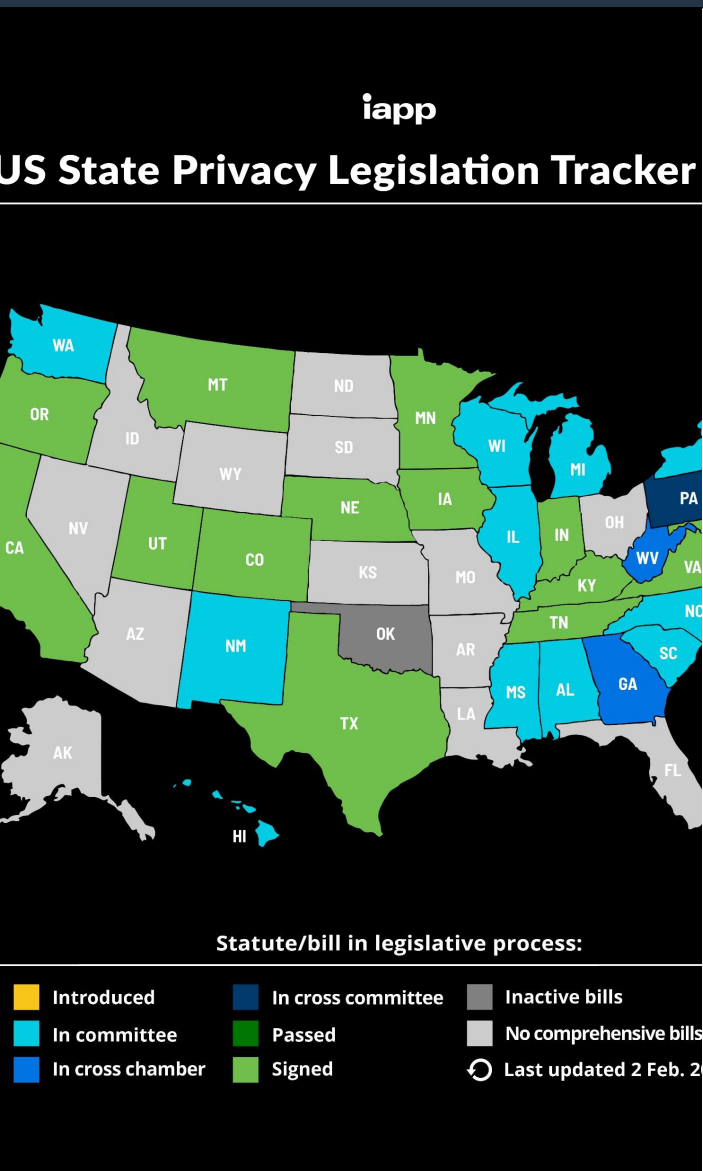 iapp
US State Privacy Legislation Tracker
WA
MT
ND
MN
OR
ID
WY
SD
WI
MI
NE
IA
PA
NV
UT
CO
CA
IL
IN
OH
WV
VA
KS
MO
KY
AZ
NM
OK
AR
TN
NC
SC
MS
AL
GA
TX
LA
AK
FL
HI
Statute/bill in legislative process:
Introduced
In cross committee
Inactive bills
In committee
Passed
No comprehensive bills
In cross chamber
Signed
Last updated 2 Feb.